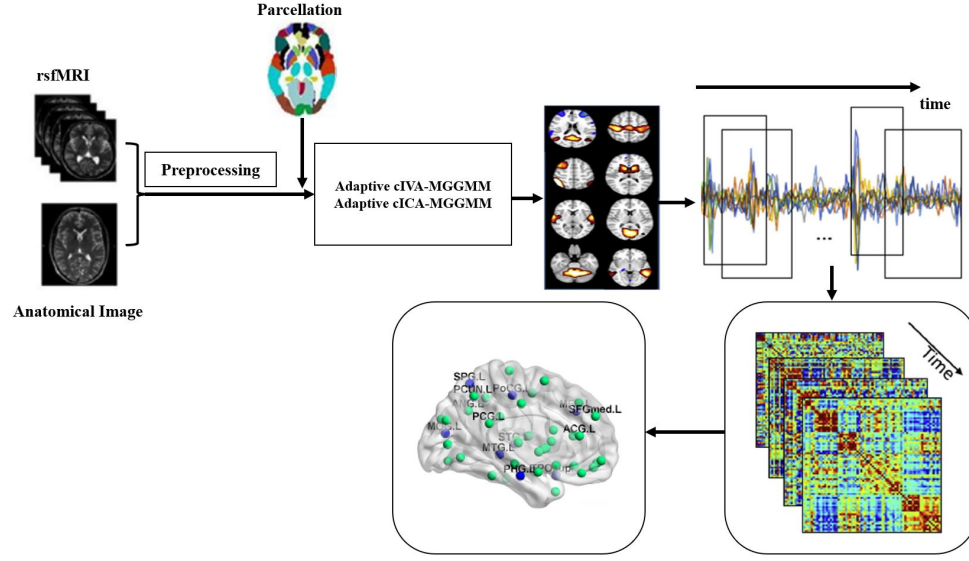 Parcellation
rsfMRI
time
Preprocessing
Adaptive cIVA-MGGMM
Adaptive cICA-MGGMM
...
Anatomical Image
Time
SPG.L
PCUN.L
PoCG.L
ANG.L
SFGmed.L
PCG.L
ACG.L
MTG.L
PHG.L